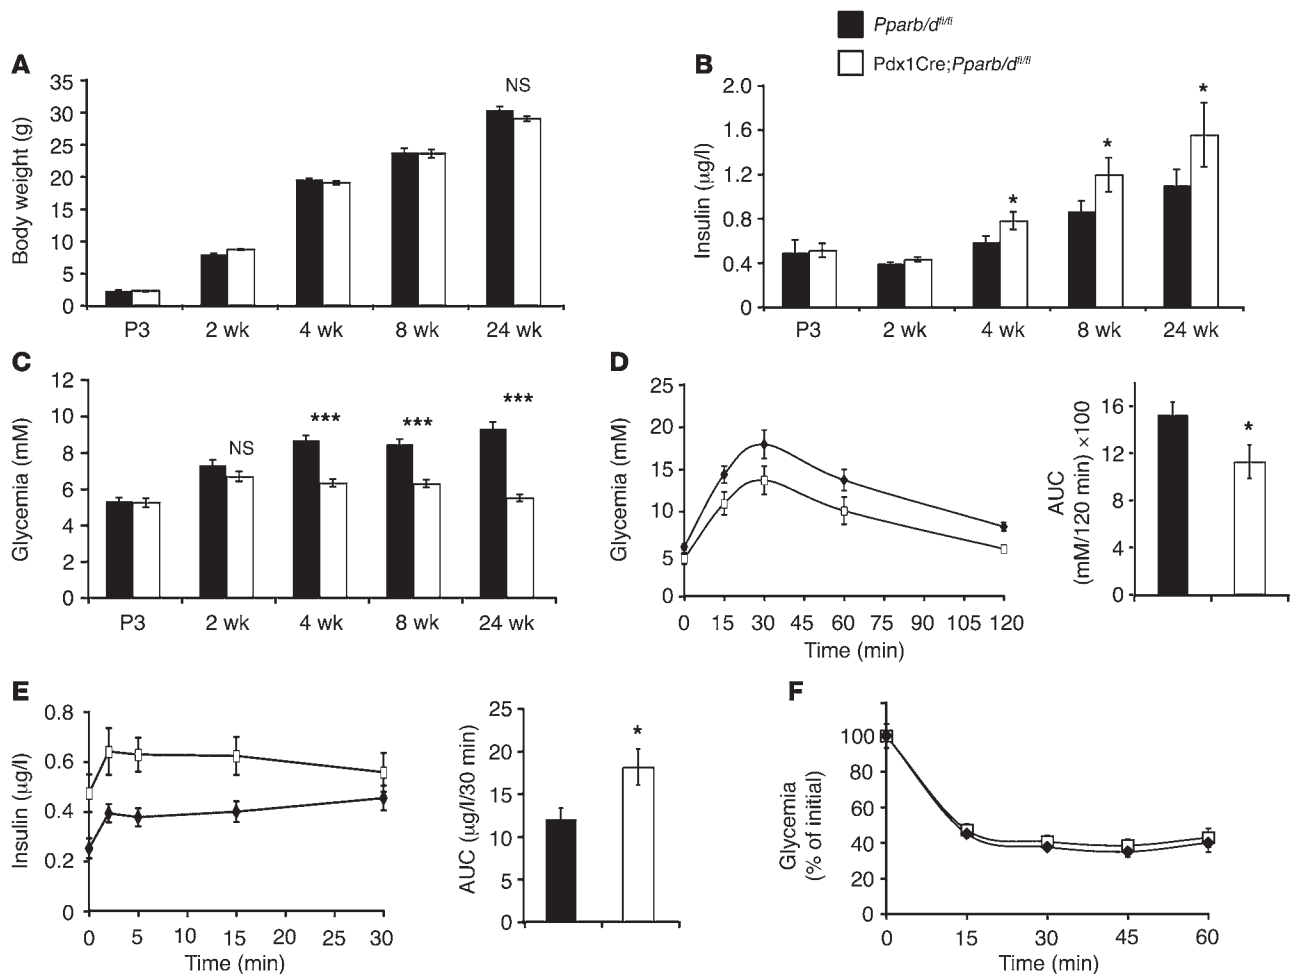 Pparb/d^fl/fl
Pdx1Cre;Pparb/d^fl/fl
A
Body weight (g)
35
30
25
20
15
10
5
0
NS
P3 2 wk 4 wk 8 wk 24 wk
B
Insulin (μg/l)
2.0
1.6
1.2
0.8
0.4
0
* * *
P3 2 wk 4 wk 8 wk 24 wk
C
Glycemia (mM)
12
10
8
6
4
2
0
NS *** *** ***
P3 2 wk 4 wk 8 wk 24 wk
D
Glycemia (mM)
25
20
15
10
5
0
0 15 30 45 60 75 90 105 120
Time (min)
AUC
(mM/120 min) ×100
16
12
8
4
0
*
E
Insulin (μg/l)
0.8
0.6
0.4
0.2
0
0 5 10 15 20 25 30
Time (min)
AUC (μg/l/30 min)
25
20
15
10
5
0
*
F
Glycemia
(% of initial)
100
80
60
40
20
0
0 15 30 45 60
Time (min)